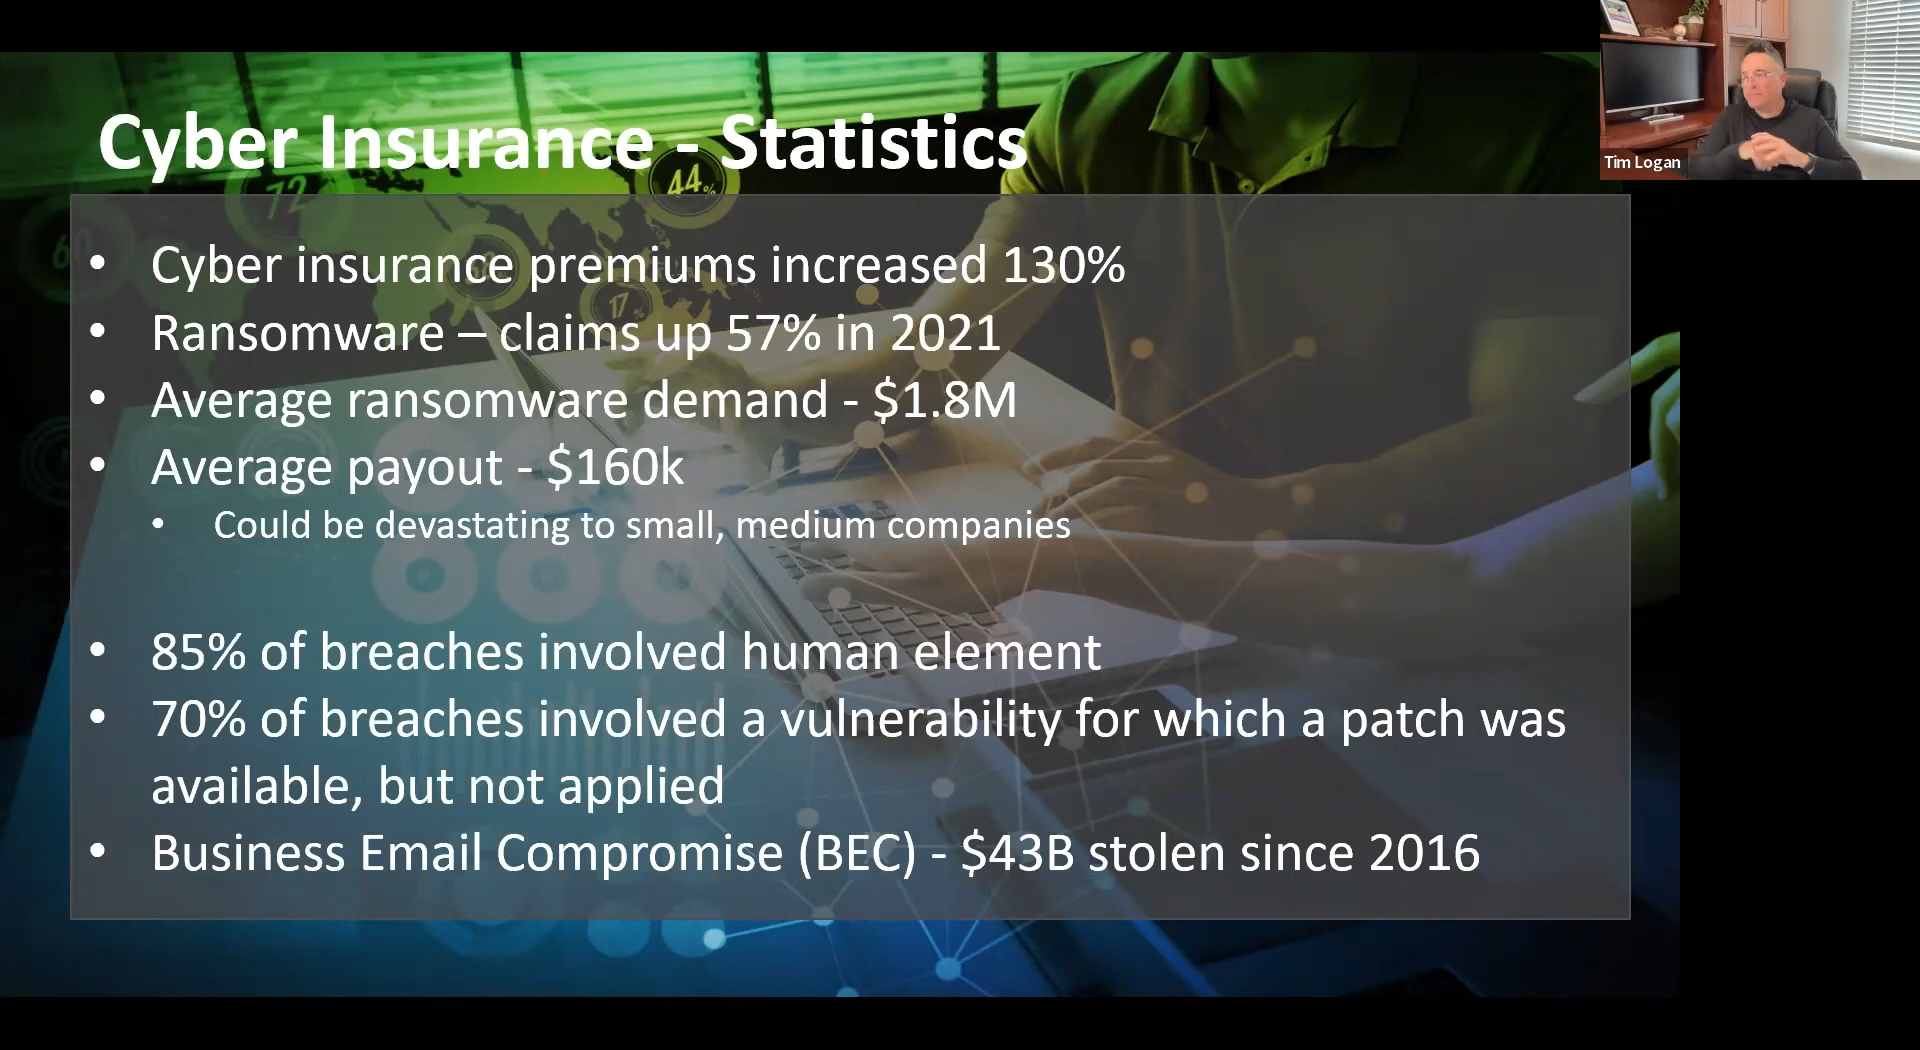 Cyber Insurance - Statistics
72
44%
17
• Cyber insurance premiums increased 130%
• Ransomware – claims up 57% in 2021
• Average ransomware demand - $1.8M
• Average payout - $160k
• Could be devastating to small, medium companies
• 85% of breaches involved human element
• 70% of breaches involved a vulnerability for which a patch was
available, but not applied
• Business Email Compromise (BEC) - $43B stolen since 2016
Tim Logan